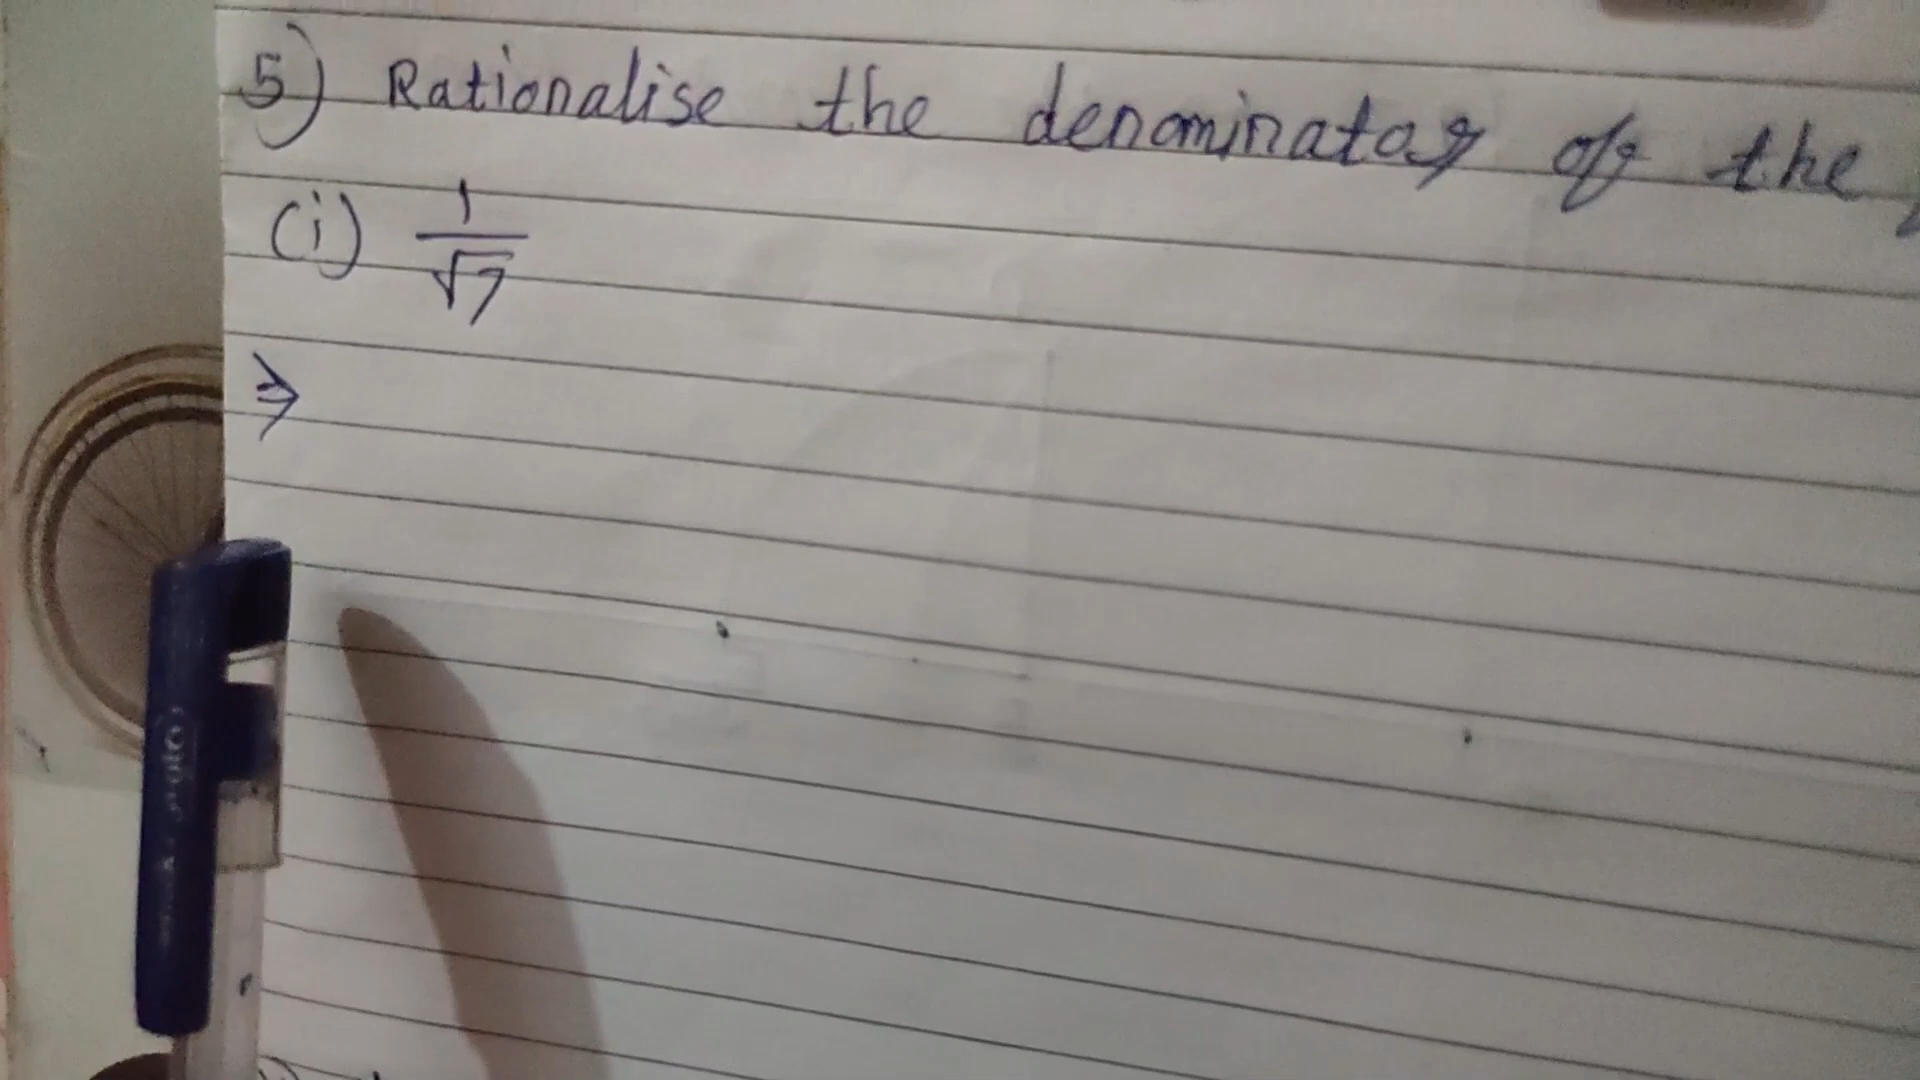 5) Rationalise the denominator of the
(i) 1/√7
⇒